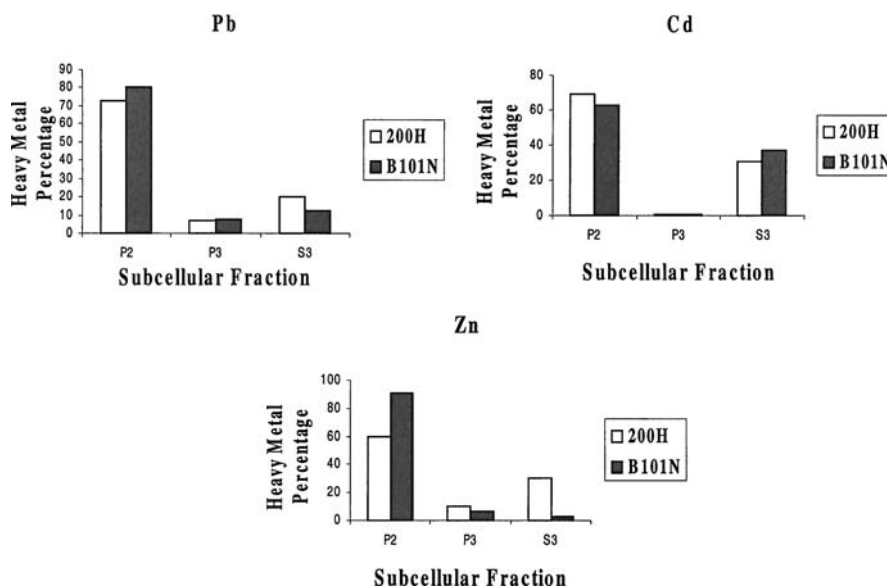 Pb
Heavy Metal
Percentage
90
80
70
60
50
40
30
20
10
0
P2 P3 S3
Subcellular Fraction
200H
B101N
Cd
Heavy Metal
Percentage
80
60
40
20
0
P2 P3 S3
Subcellular Fraction
200H
B101N
Zn
Heavy Metal
Percentage
100
80
60
40
20
0
P2 P3 S3
Subcellular Fraction
200H
B101N